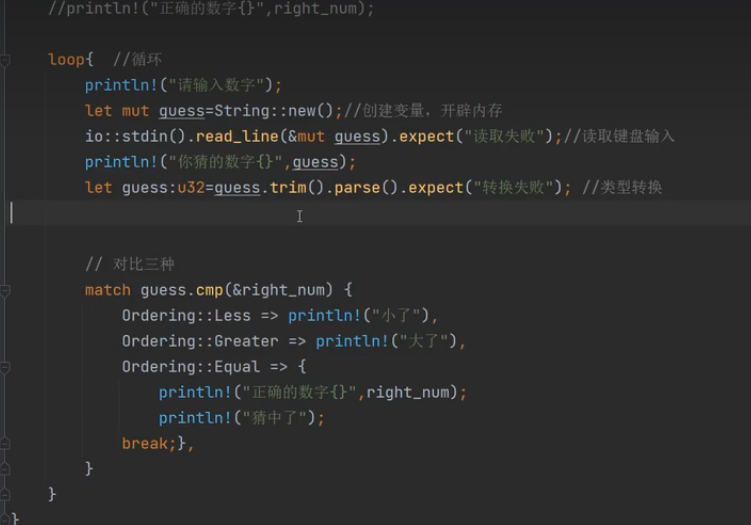 //println!("正确的数字{}",right_num);
loop{  //循环
println!("请输入数字");
let mut guess=String::new();//创建变量，开辟内存
io::stdin().read_line(&mut guess).expect("读取失败");//读取键盘输入
println!("你猜的数字{}",guess);
let guess:u32=guess.trim().parse().expect("转换失败"); //类型转换
// 对比三种
match guess.cmp(&right_num) {
Ordering::Less => println!("小了"),
Ordering::Greater => println!("大了"),
Ordering::Equal => {
println!("正确的数字{}",right_num);
println!("猜中了");
break;},
}
}
}